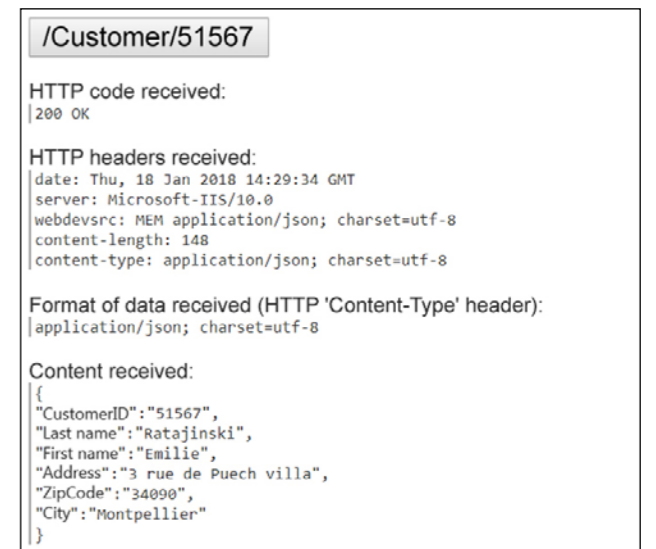 /Customer/51567
HTTP code received:
200 OK
HTTP headers received:
date: Thu, 18 Jan 2018 14:29:34 GMT
server: Microsoft-IIS/10.0
webdevsrc: MEM application/json; charset=utf-8
content-length: 148
content-type: application/json; charset=utf-8
Format of data received (HTTP 'Content-Type' header):
application/json; charset=utf-8
Content received:
{
"CustomerID":"51567",
"Last name":"Ratajinski",
"First name":"Emilie",
"Address":"3 rue de Puech villa",
"ZipCode":"34090",
"City":"Montpellier"
}